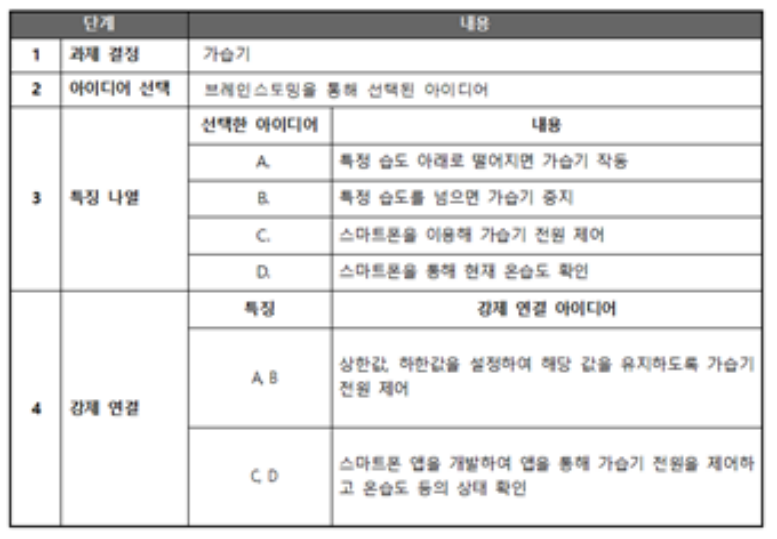 단계 내용
1 과제 결정 가습기
2 아이디어 선택 브레인스토밍을 통해 선택된 아이디어
3 특징 나열
선택한 아이디어 내용
A. 특정 습도 아래로 떨어지면 가습기 작동
B. 특정 습도를 넘으면 가습기 중지
C. 스마트폰을 이용해 가습기 전원 제어
D. 스마트폰을 통해 현재 온습도 확인
4 강제 연결
특징 강제 연결 아이디어
A, B 상한값, 하한값을 설정하여 해당 값을 유지하도록 가습기
전원 제어
C, D 스마트폰 앱을 개발하여 앱을 통해 가습기 전원을 제어하
고 온습도 등의 상태 확인